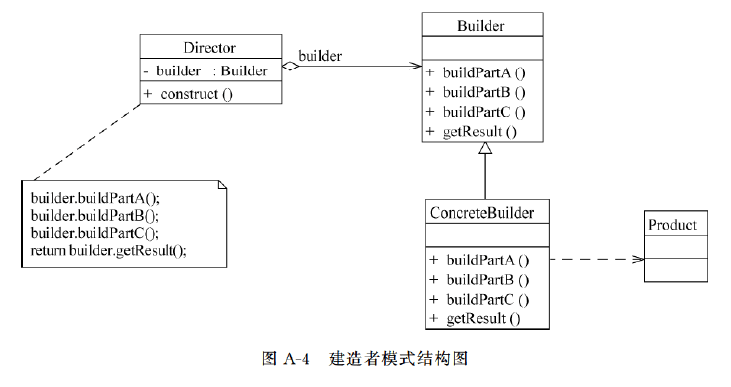 Director
- builder : Builder
+ construct ()
builder
Builder
+ buildPartA ()
+ buildPartB ()
+ buildPartC ()
+ getResult ()
builder.buildPartA();
builder.buildPartB();
builder.buildPartC();
return builder.getResult();
ConcreteBuilder
+ buildPartA ()
+ buildPartB ()
+ buildPartC ()
+ getResult ()
Product
图 A-4 建造者模式结构图